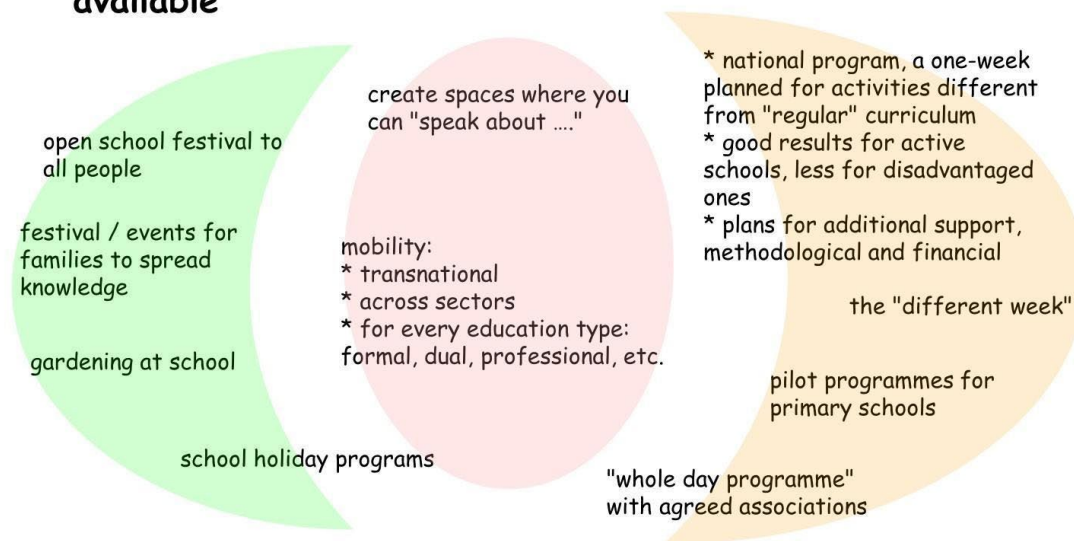 available
open school festival to
all people
festival / events for
families to spread
knowledge
gardening at school
school holiday programs
create spaces where you
can "speak about ...."
mobility:
* transnational
* across sectors
* for every education type:
formal, dual, professional, etc.
* national program, a one-week
planned for activities different
from "regular" curriculum
* good results for active
schools, less for disadvantaged
ones
* plans for additional support,
methodological and financial
the "different week"
pilot programmes for
primary schools
"whole day programme"
with agreed associations